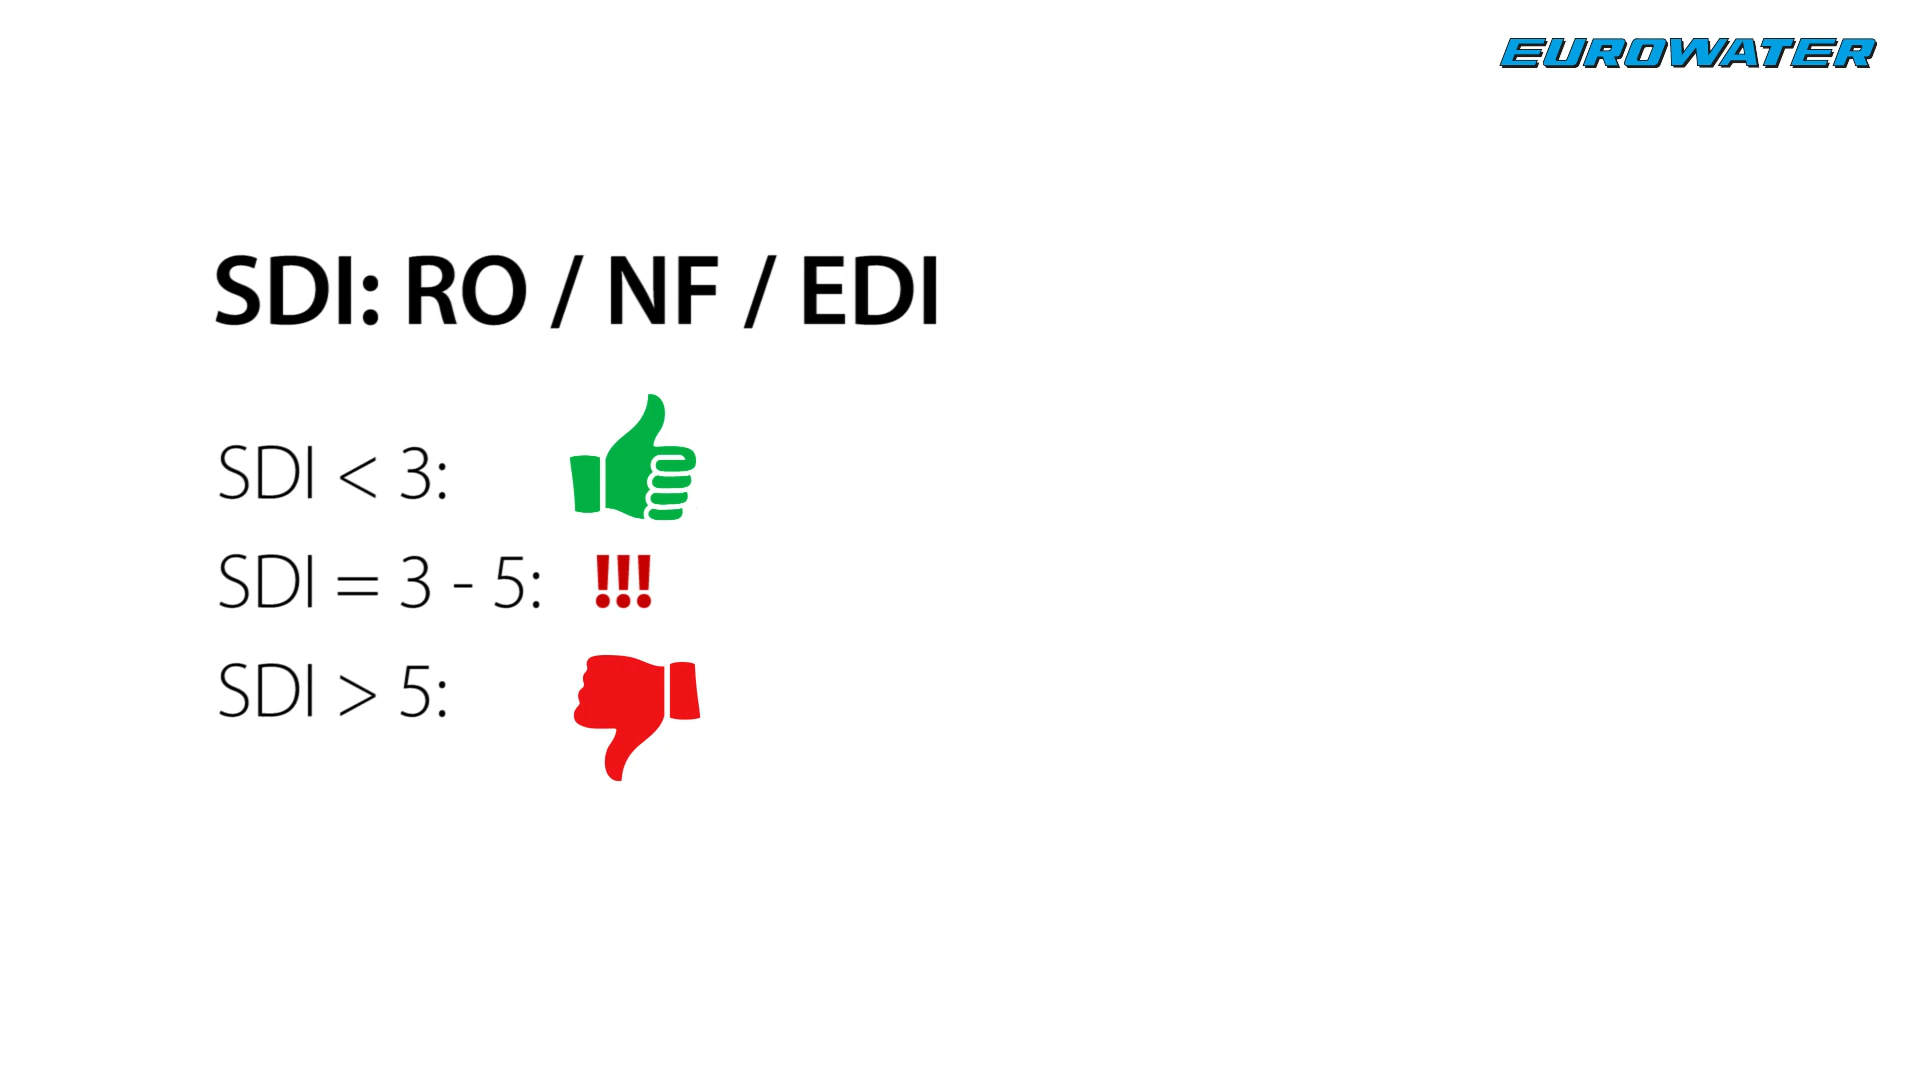 EUROWATER
SDI: RO / NF / EDI
SDI < 3:
SDI = 3 - 5: !!!
SDI > 5: